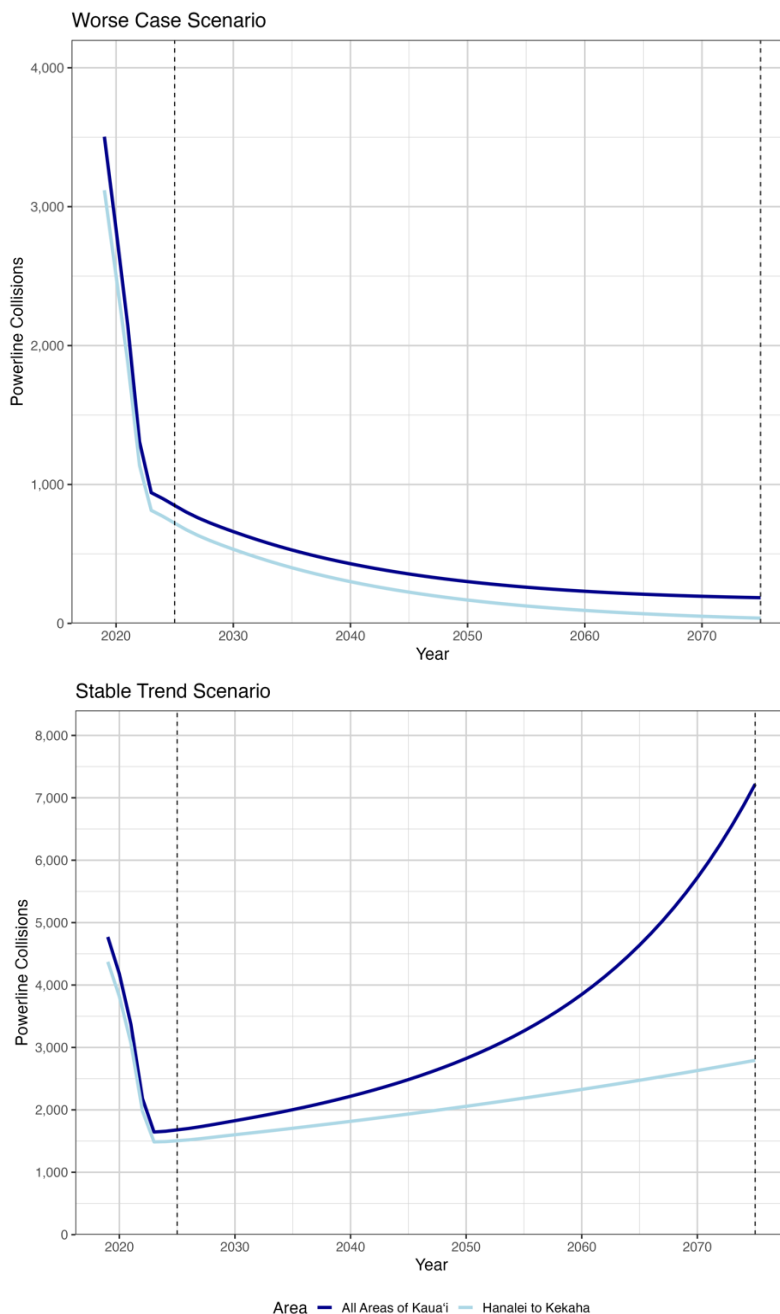 Worse Case Scenario
4,000
3,000
2,000
1,000
0
Powerline Collisions
2020 2030 2040 2050 2060 2070
Year
Stable Trend Scenario
8,000
7,000
6,000
5,000
4,000
3,000
2,000
1,000
0
Powerline Collisions
2020 2030 2040 2050 2060 2070
Year
Area All Areas of Kauaʻi Hanalei to Kekaha